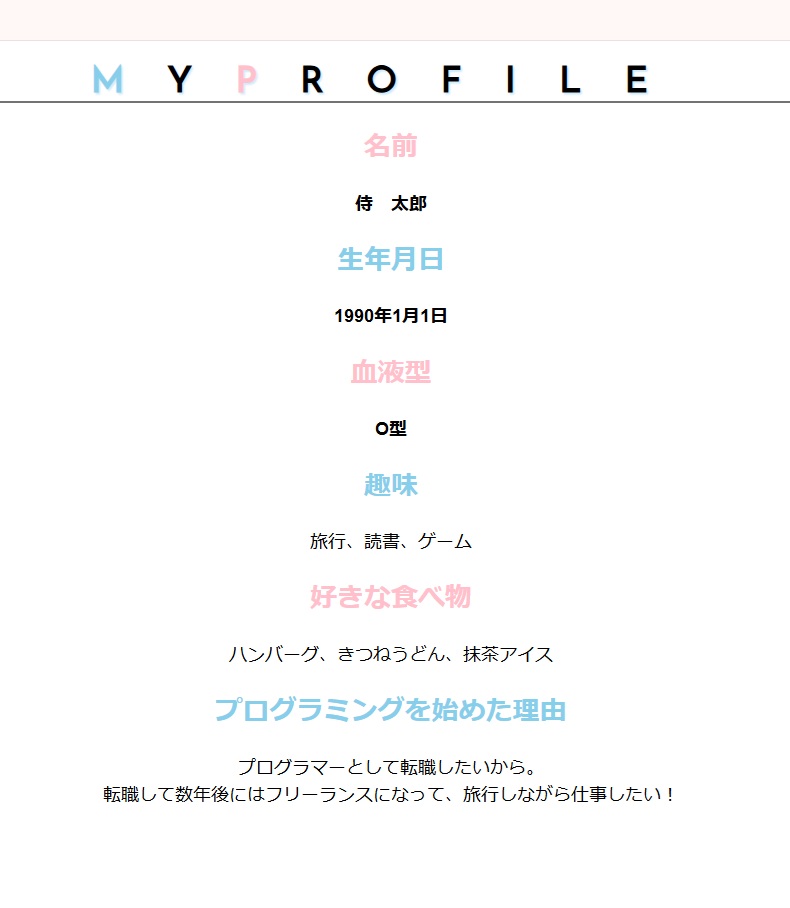 MYPROFILE
名前
侍　太郎
生年月日
1990年1月1日
血液型
O型
趣味
旅行、読書、ゲーム
好きな食べ物
ハンバーグ、きつねうどん、抹茶アイス
プログラミングを始めた理由
プログラマーとして転職したいから。
転職して数年後にはフリーランスになって、旅行しながら仕事したい！